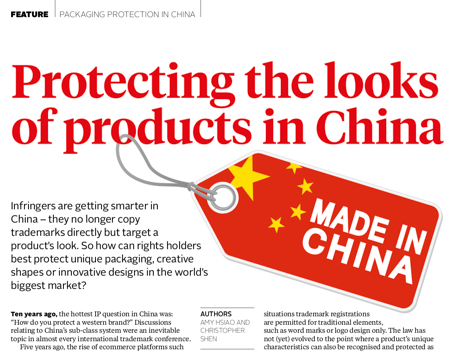 FEATURE PACKAGING PROTECTION IN CHINA
Protecting the looks
of products in China
MADE IN
CHINA
Infringers are getting smarter in
China – they no longer copy
trademarks directly but target a
product's look. So how can rights holders
best protect unique packaging, creative
shapes or innovative designs in the world's
biggest market?
Ten years ago, the hottest IP question in China was:
"How do you protect a western brand?" Discussions
relating to China's sub-class system were an inevitable
topic in almost every international trademark conference.
Five years ago, the rise of ecommerce platforms such
AUTHORS
AMY HSIAO AND
CHRISTOPHER
SHEN
situations trademark registrations
are permitted for traditional elements,
such as word marks or logo design only. The law has
not (yet) evolved to the point where a product's unique
characteristics can also be recognised and protected as